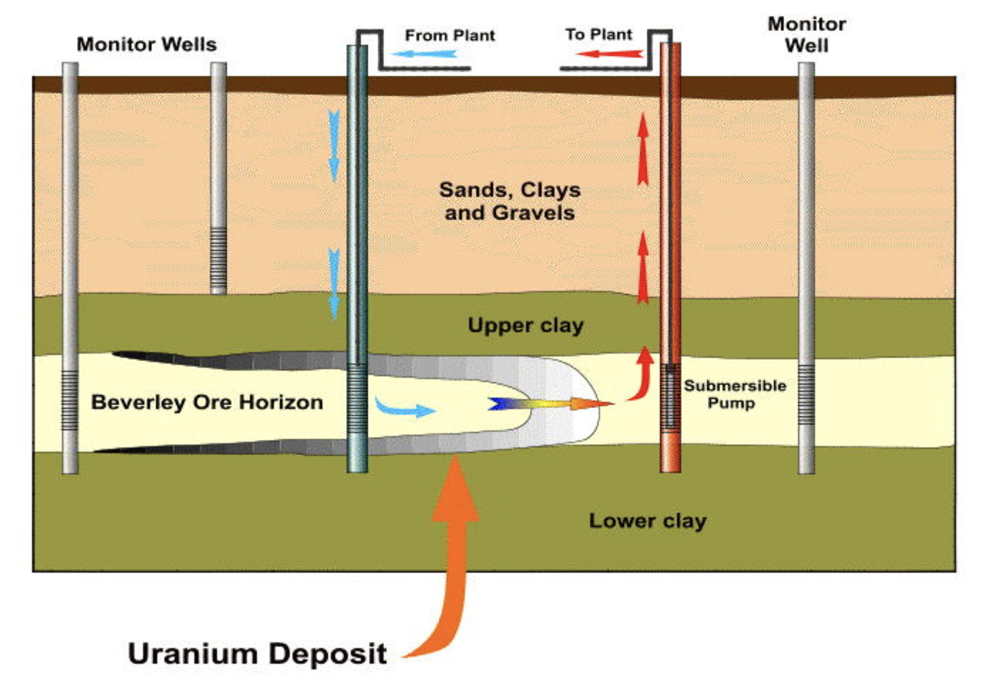 Monitor Wells
From Plant
To Plant
Monitor
Well
Sands, Clays
and Gravels
Upper clay
Beverley Ore Horizon
Submersible
Pump
Lower clay
Uranium Deposit